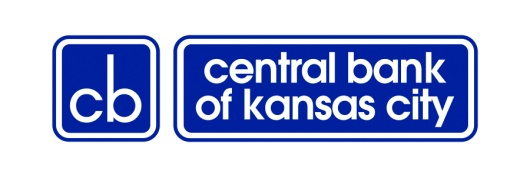 cb
central bank
of kansas city